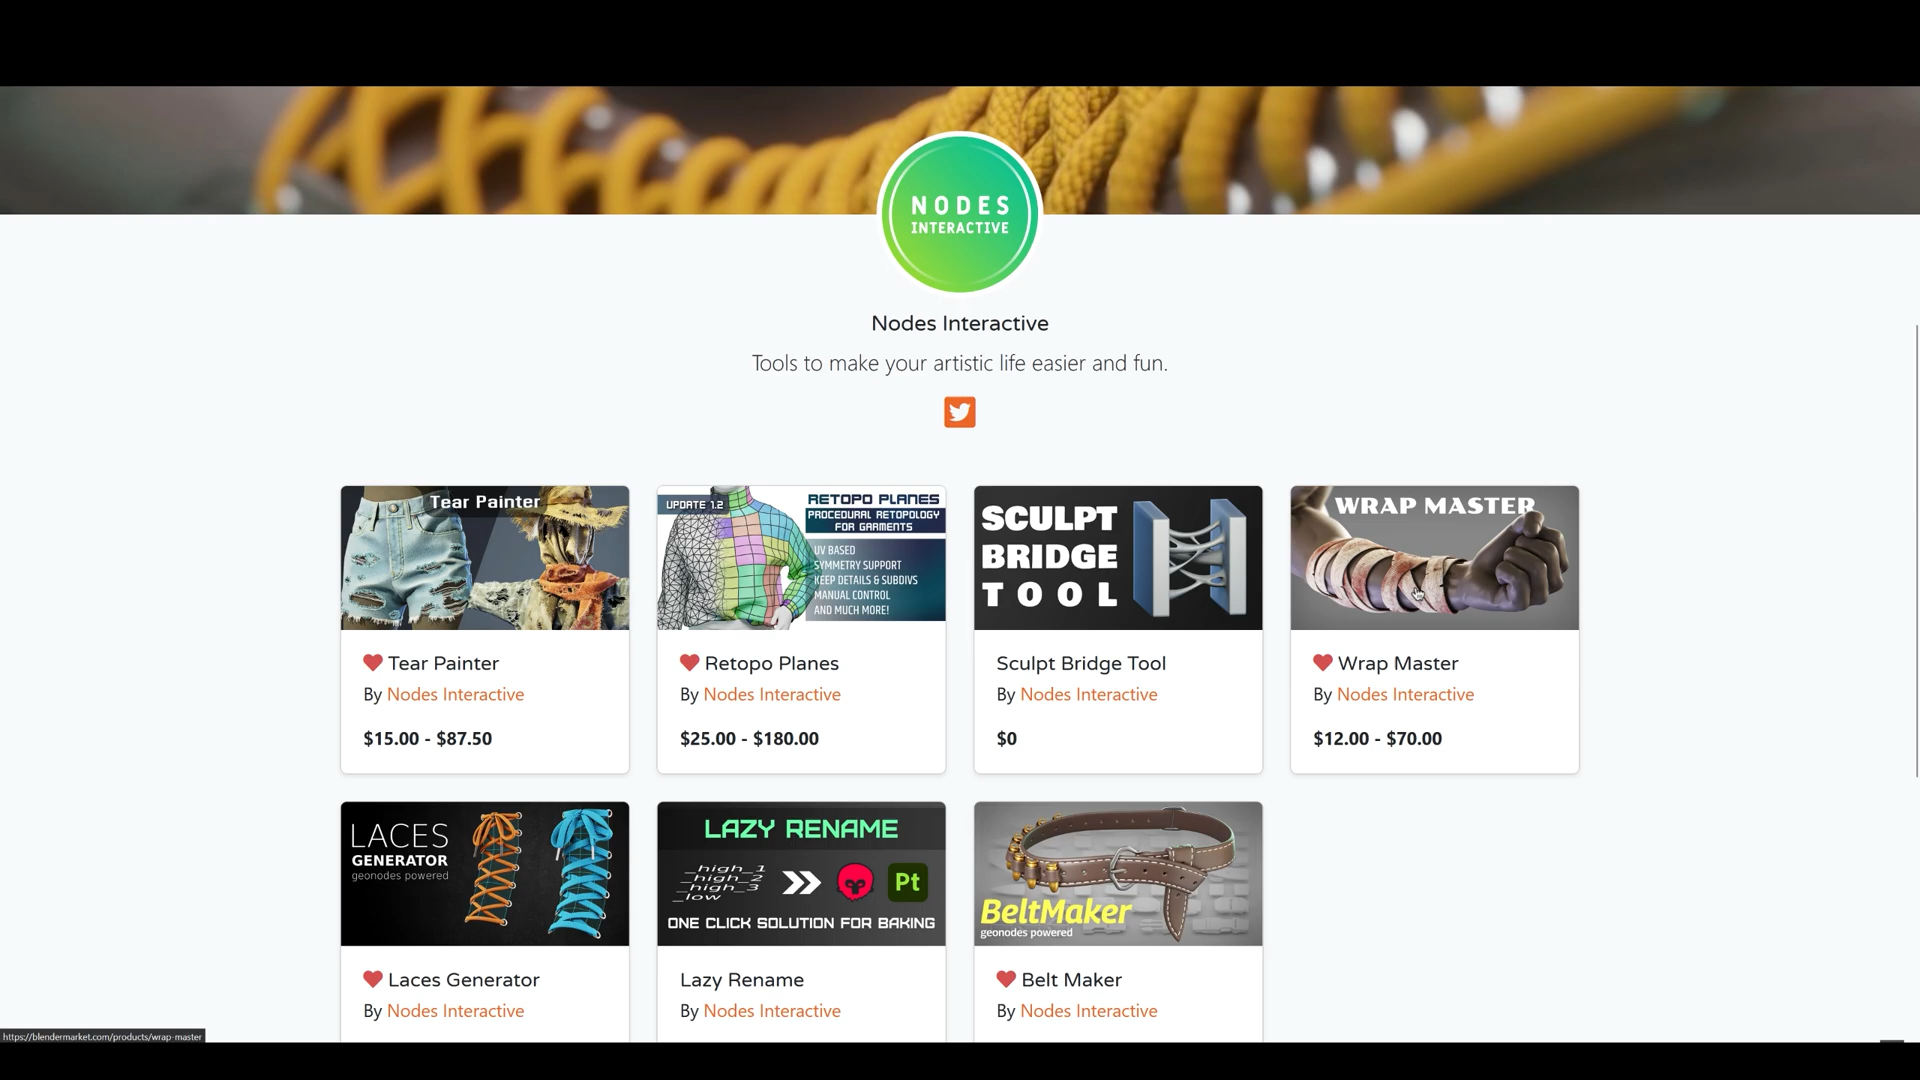 NODES
INTERACTIVE
Nodes Interactive
Tools to make your artistic life easier and fun.
Tear Painter
Tear Painter
By Nodes Interactive
$15.00 - $87.50
UPDATE 1.2
RETOPO PLANES
PROCEDURAL RETOPOLOGY
FOR GARMENTS
UV BASED
SYMMETRY SUPPORT
KEEP DETAILS & SUBDIVS
MANUAL CONTROL
AND MUCH MORE!
Retopo Planes
By Nodes Interactive
$25.00 - $180.00
SCULPT
BRIDGE
TOOL
Sculpt Bridge Tool
By Nodes Interactive
$0
WRAP MASTER
Wrap Master
By Nodes Interactive
$12.00 - $70.00
LACES
GENERATOR
geonodes powered
Laces Generator
By Nodes Interactive
LAZY RENAME
_high_1
_high_2
_high_3
_low
Pt
ONE CLICK SOLUTION FOR BAKING
Lazy Rename
By Nodes Interactive
BeltMaker
geonodes powered
Belt Maker
By Nodes Interactive
https://blendermarket.com/products/wrap-master